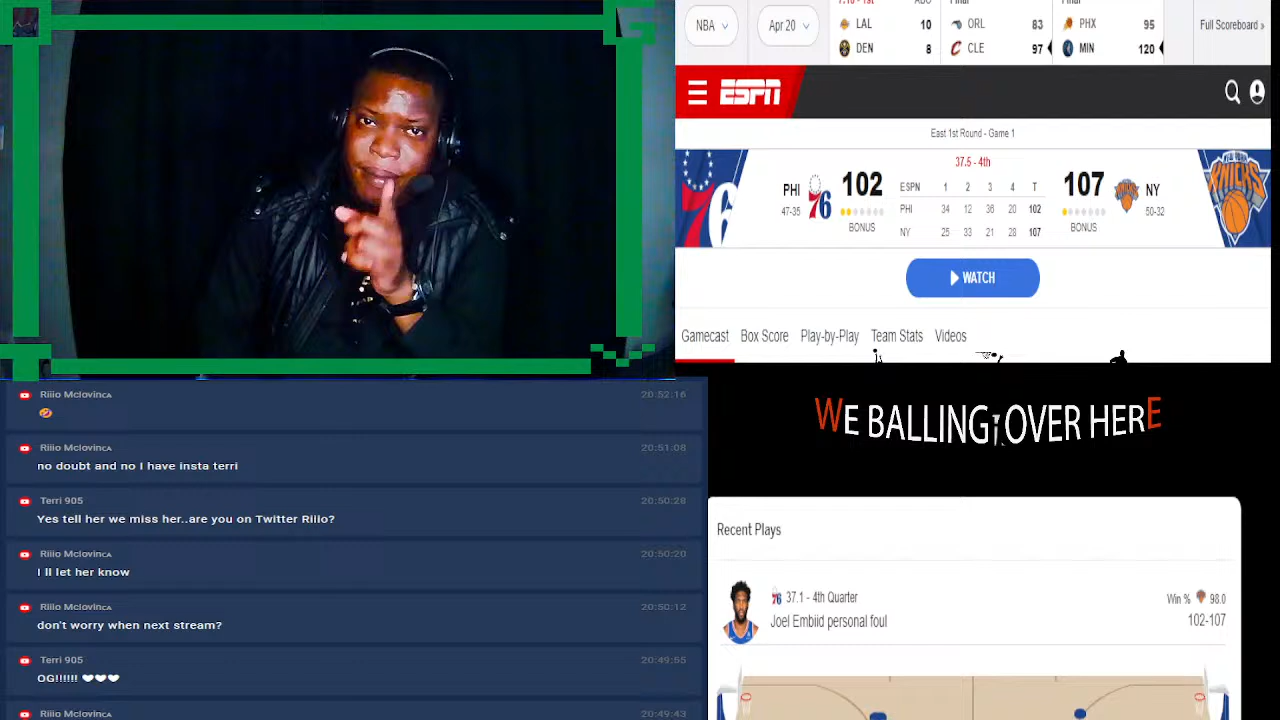 Riiio MclovinCA
20:52:16
Riiio MclovinCA
20:51:08
no doubt and no I have insta terri
Terri 905
20:50:28
Yes tell her we miss her..are you on Twitter Riiio?
Riiio MclovinCA
20:50:20
I ll let her know
Riiio MclovinCA
20:50:12
don't worry when next stream?
Terri 905
20:49:55
OG!!!!!! ❤❤❤
Riiio MclovinCA
20:49:43
NBA
Apr 20
LAL 10
DEN 8
ORL 83
CLE 97
PHX 95
MIN 120
Full Scoreboard »
ESPN
East 1st Round - Game 1
37.5 - 4th
PHI
47-35
76
102
BONUS
ESPN 1 2 3 4 T
PHI 34 12 36 20 102
NY 25 33 21 28 107
107
BONUS
NY
50-32
KNICKS
WATCH
Gamecast Box Score Play-by-Play Team Stats Videos
WE BALLING OVER HERE
Recent Plays
37.1 - 4th Quarter
Joel Embiid personal foul
Win % 98.0
102-107